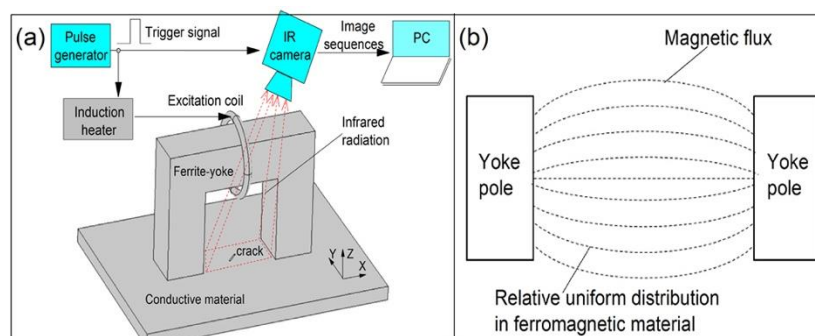 (a)
Pulse
generator
Trigger signal
IR
camera
Image
sequences
PC
Induction
heater
Excitation coil
Infrared
radiation
Ferrite-yoke
crack
Conductive material
Y
Z
X
(b)
Magnetic flux
Yoke
pole
Yoke
pole
Relative uniform distribution
in ferromagnetic material